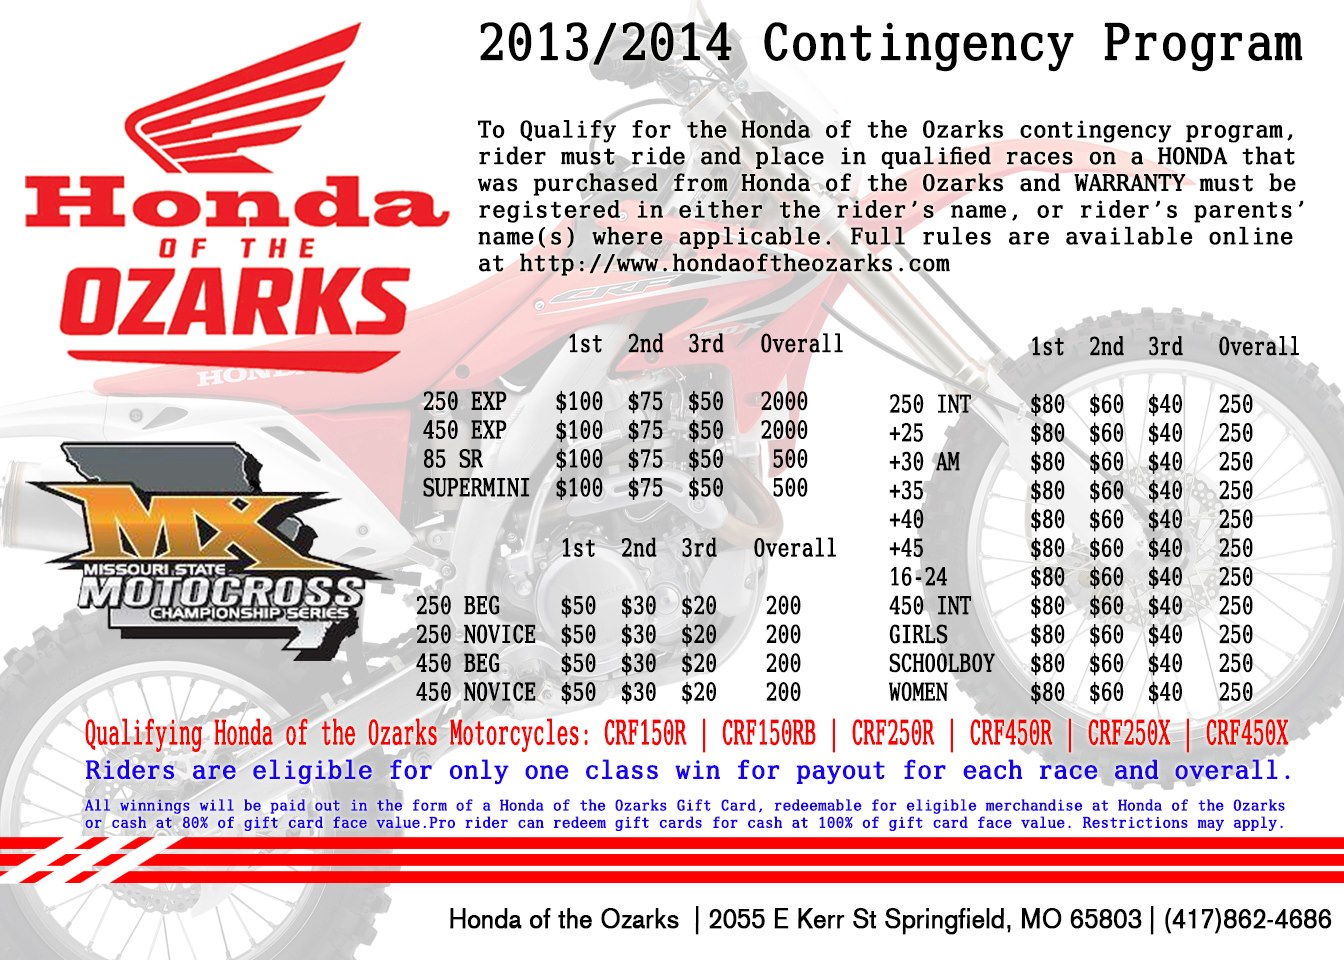 2013/2014 Contingency Program
Honda
OF THE
OZARKS
To Qualify for the Honda of the Ozarks contingency program,
rider must ride and place in qualified races on a HONDA that
was purchased from Honda of the Ozarks and WARRANTY must be
registered in either the rider's name, or rider's parents'
name(s) where applicable. Full rules are available online
at http://www.hondaoftheozarks.com
CRF
HONDA
MX
MISSOURI STATE
MOTOCROSS
CHAMPIONSHIP SERIES
1st 2nd 3rd Overall
250 EXP $100 $75 $50 2000
450 EXP $100 $75 $50 2000
85 SR $100 $75 $50 500
SUPERMINI $100 $75 $50 500
1st 2nd 3rd Overall
250 BEG $50 $30 $20 200
250 NOVICE $50 $30 $20 200
450 BEG $50 $30 $20 200
450 NOVICE $50 $30 $20 200
1st 2nd 3rd Overall
250 INT $80 $60 $40 250
+25 $80 $60 $40 250
+30 AM $80 $60 $40 250
+35 $80 $60 $40 250
+40 $80 $60 $40 250
+45 $80 $60 $40 250
16-24 $80 $60 $40 250
450 INT $80 $60 $40 250
GIRLS $80 $60 $40 250
SCHOOLBOY $80 $60 $40 250
WOMEN $80 $60 $40 250
Qualifying Honda of the Ozarks Motorcycles: CRF150R | CRF150RB | CRF250R | CRF450R | CRF250X | CRF450X
Riders are eligible for only one class win for payout for each race and overall.
All winnings will be paid out in the form of a Honda of the Ozarks Gift Card, redeemable for eligible merchandise at Honda of the Ozarks
or cash at 80% of gift card face value.Pro rider can redeem gift cards for cash at 100% of gift card face value. Restrictions may apply.
Honda of the Ozarks | 2055 E Kerr St Springfield, MO 65803 | (417)862-4686